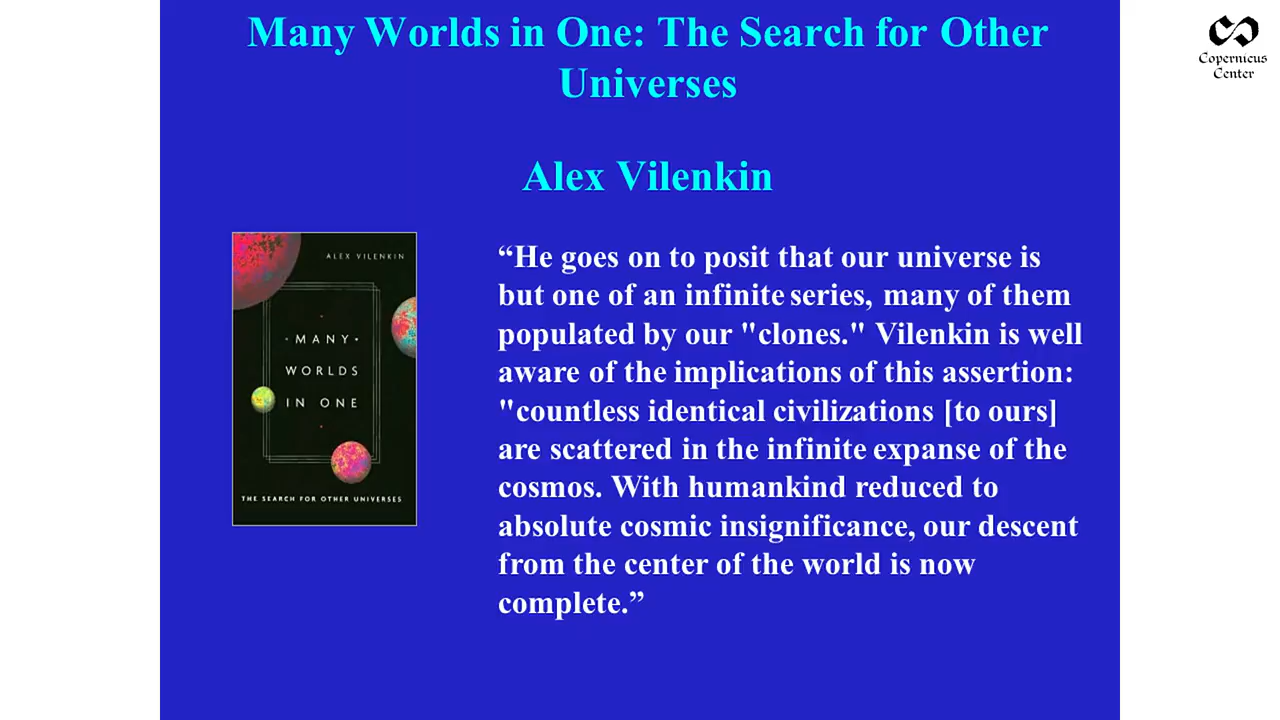 Many Worlds in One: The Search for Other
Universes
Copernicus
Center
Alex Vilenkin
ALEX VILENKIN
· MANY ·
WORLDS
IN ONE
THE SEARCH FOR OTHER UNIVERSES
“He goes on to posit that our universe is
but one of an infinite series, many of them
populated by our "clones." Vilenkin is well
aware of the implications of this assertion:
"countless identical civilizations [to ours]
are scattered in the infinite expanse of the
cosmos. With humankind reduced to
absolute cosmic insignificance, our descent
from the center of the world is now
complete.”